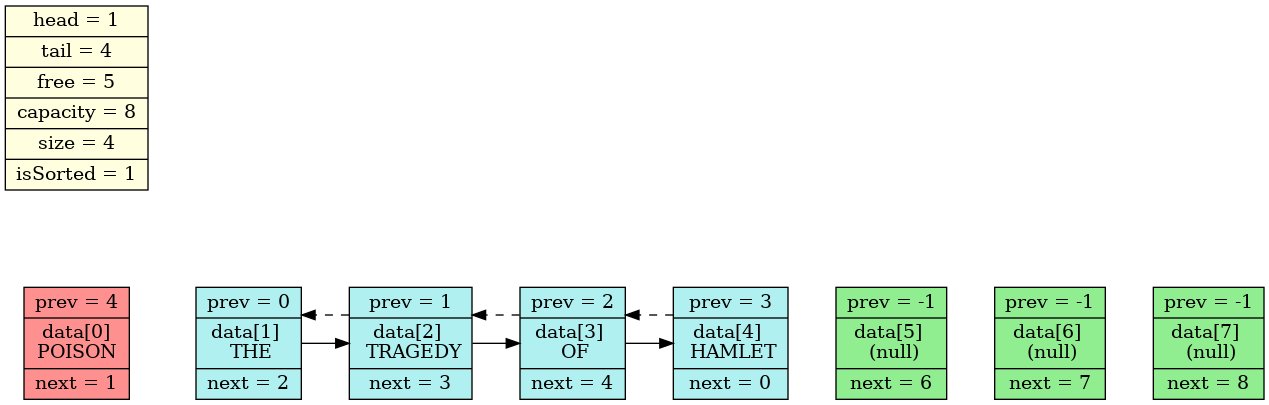 head = 1
tail = 4
free = 5
capacity = 8
size = 4
isSorted = 1
prev = 4
data[0]
POISON
next = 1
prev = 0
data[1]
THE
next = 2
prev = 1
data[2]
TRAGEDY
next = 3
prev = 2
data[3]
OF
next = 4
prev = 3
data[4]
HAMLET
next = 0
prev = -1
data[5]
(null)
next = 6
prev = -1
data[6]
(null)
next = 7
prev = -1
data[7]
(null)
next = 8